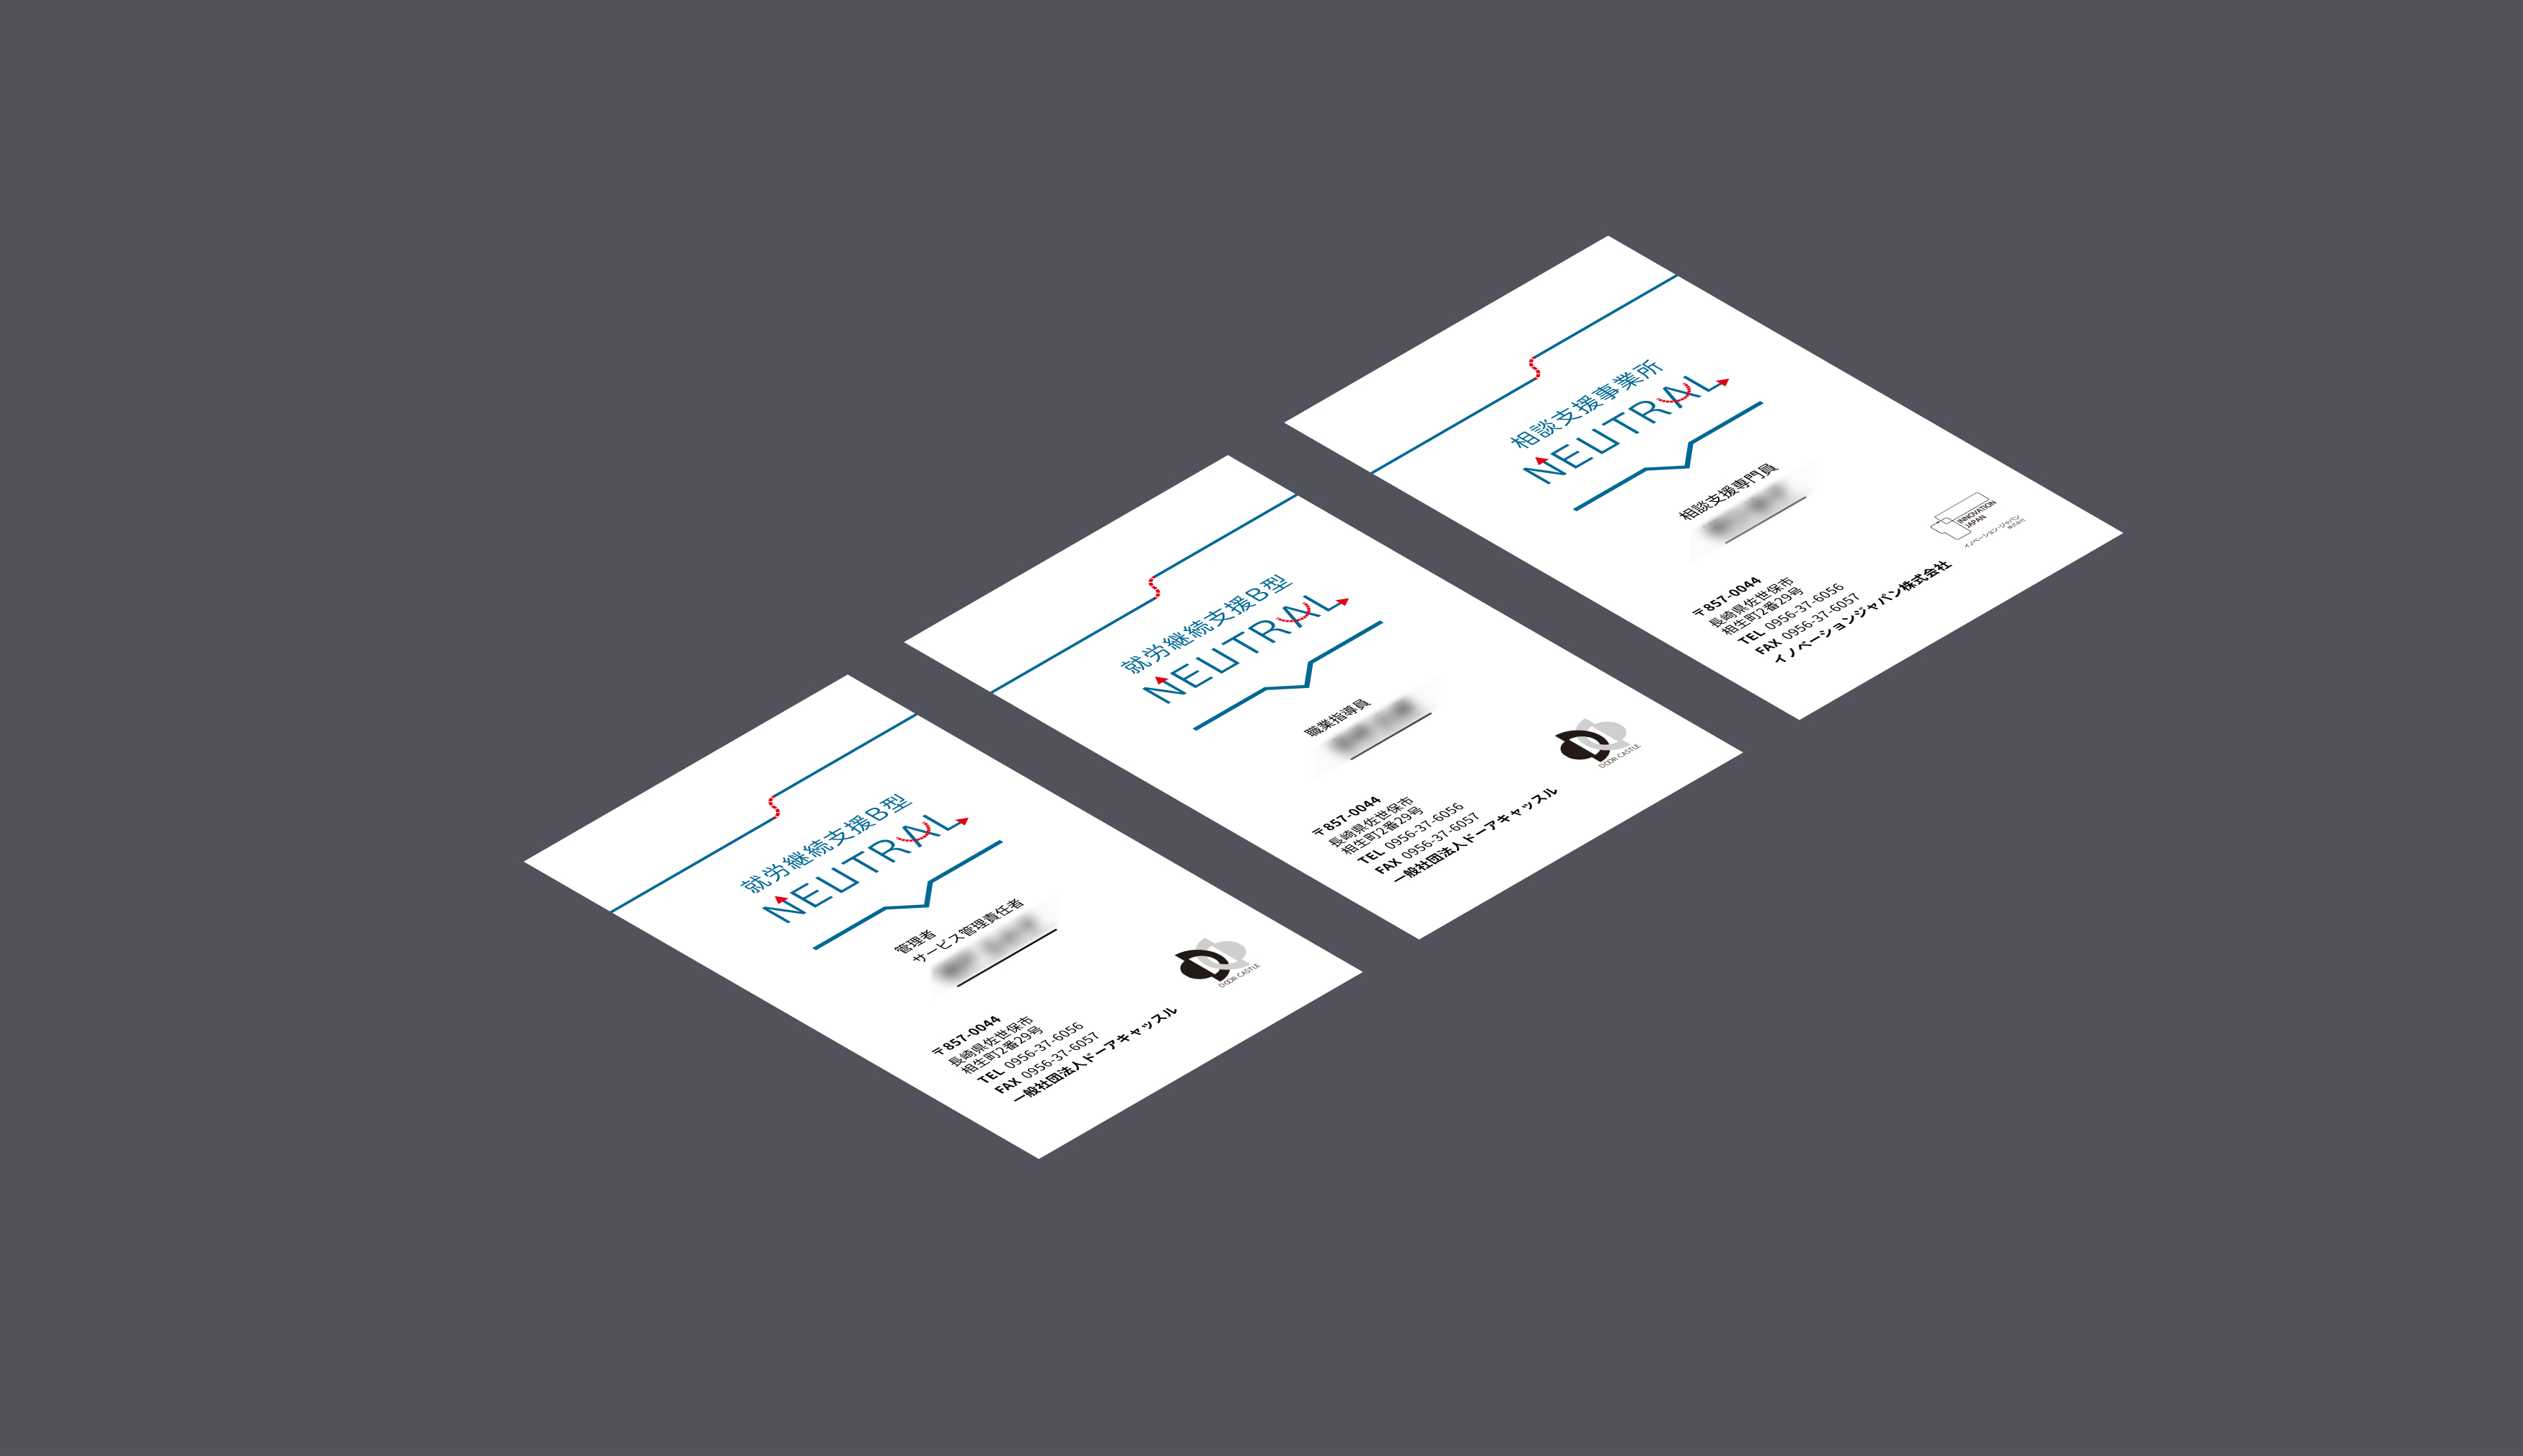 就労継続支援B型
NEUTRAL
管理者
サービス管理責任者
〒857-0044
長崎県佐世保市
相生町2番29号
TEL 0956-37-6056
FAX 0956-37-6057
一般社団法人ドーアキャッスル
DOOR CASTLE
就労継続支援B型
NEUTRAL
職業指導員
〒857-0044
長崎県佐世保市
相生町2番29号
TEL 0956-37-6056
FAX 0956-37-6057
一般社団法人ドーアキャッスル
DOOR CASTLE
相談支援事業所
NEUTRAL
相談支援専門員
〒857-0044
長崎県佐世保市
相生町2番29号
TEL 0956-37-6056
FAX 0956-37-6057
イノベーションジャパン株式会社
INNOVATION
JAPAN
イノベーション・ジャパン
株式会社